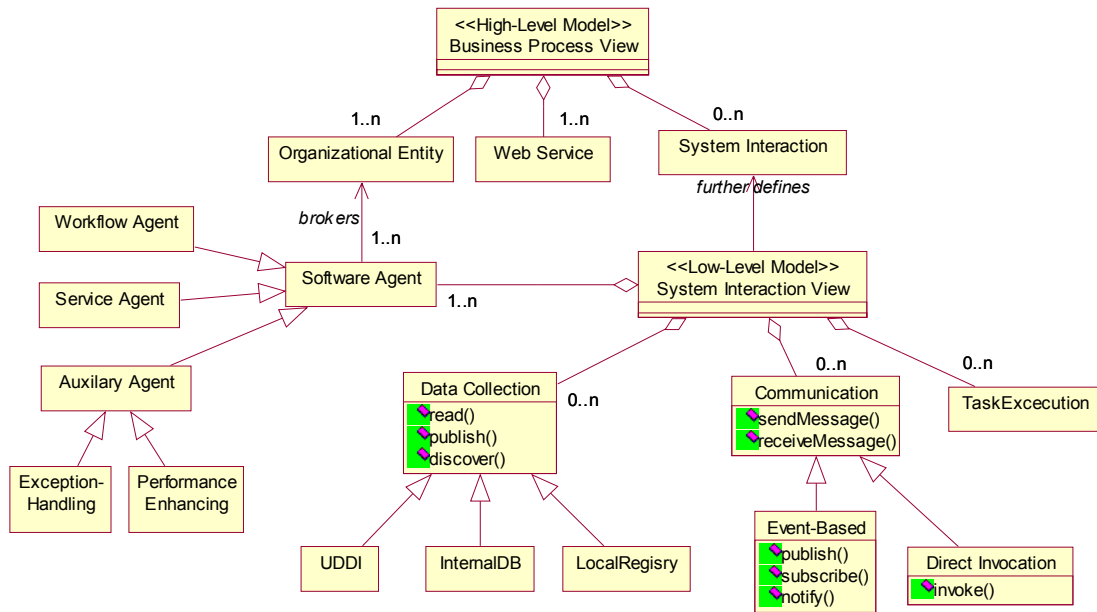 <<High-Level Model>>
Business Process View
1..n
1..n
0..n
Organizational Entity
Web Service
System Interaction
further defines
brokers
Workflow Agent
1..n
Software Agent
<<Low-Level Model>>
System Interaction View
Service Agent
1..n
Auxilary Agent
Data Collection
read()
publish()
discover()
0..n
0..n
Communication
sendMessage()
receiveMessage()
0..n
TaskExcecution
Exception-
Handling
Performance
Enhancing
UDDI
InternalDB
LocalRegisry
Event-Based
publish()
subscribe()
notify()
Direct Invocation
invoke()